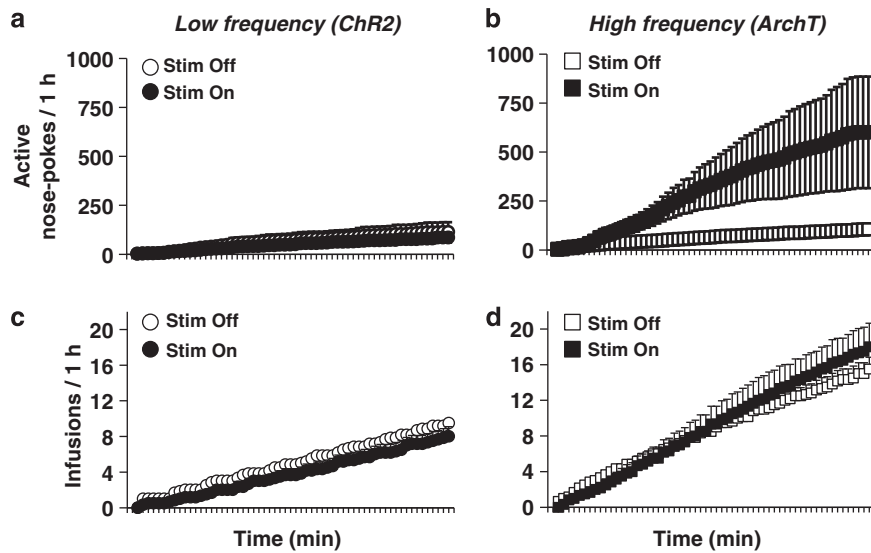 a
Low frequency (ChR2)
Active
nose-pokes / 1 h
1000
750
500
250
0
Stim Off
Stim On
b
High frequency (ArchT)
1000
750
500
250
0
Stim Off
Stim On
c
Infusions / 1 h
20
16
12
8
4
0
Stim Off
Stim On
Time (min)
d
20
16
12
8
4
0
Stim Off
Stim On
Time (min)